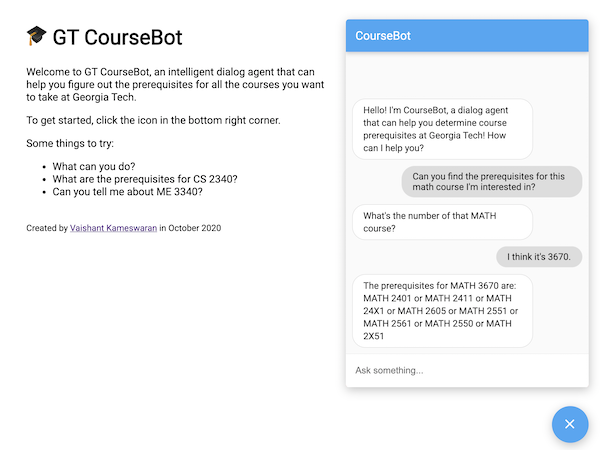 GT CourseBot
Welcome to GT CourseBot, an intelligent dialog agent that can
help you figure out the prerequisites for all the courses you want
to take at Georgia Tech.
To get started, click the icon in the bottom right corner.
Some things to try:
What can you do?
What are the prerequisites for CS 2340?
Can you tell me about ME 3340?
Created by Vaishant Kameswaran in October 2020
CourseBot
Hello! I'm CourseBot, a dialog agent
that can help you determine course
prerequisites at Georgia Tech! How
can I help you?
Can you find the prerequisites for this
math course I'm interested in?
What's the number of that MATH
course?
I think it's 3670.
The prerequisites for MATH 3670 are:
MATH 2401 or MATH 2411 or MATH
24X1 or MATH 2605 or MATH 2551 or
MATH 2561 or MATH 2550 or MATH
2X51
Ask something...